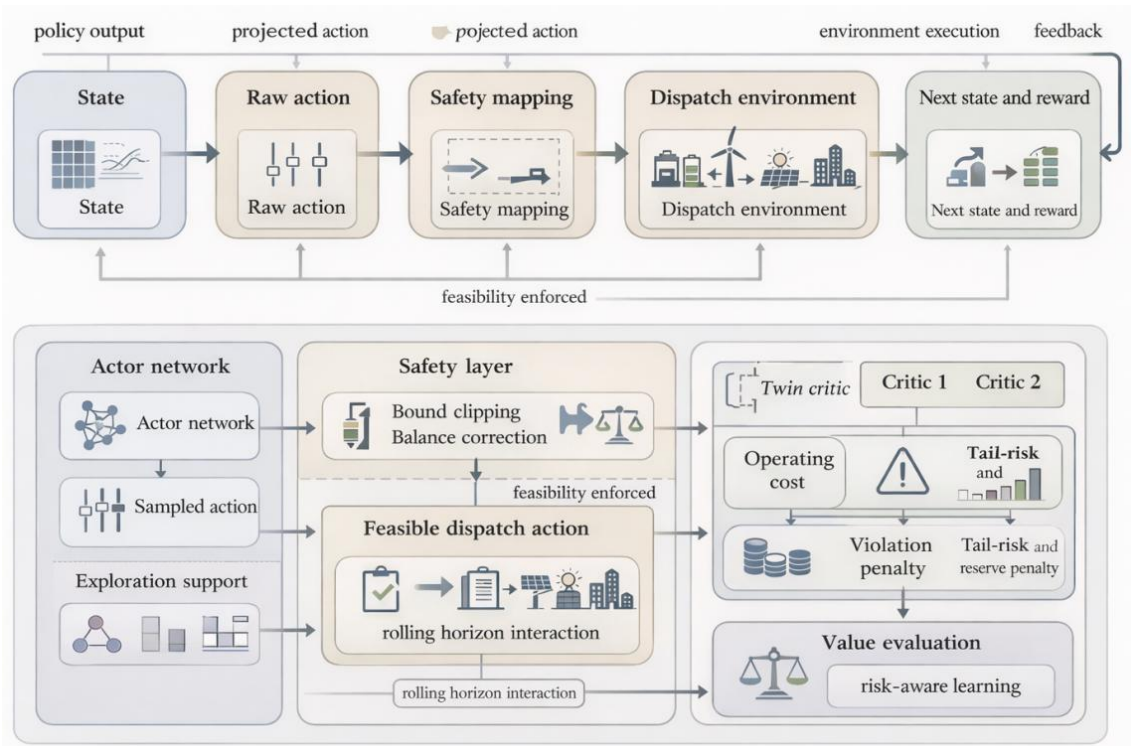 policy output
projected action
pojected action
environment execution
feedback
State
Raw action
Safety mapping
Dispatch environment
Next state and reward
State
Raw action
Safety mapping
Dispatch environment
Next state and reward
feasibility enforced
Actor network
Safety layer
Twin critic
Critic 1
Critic 2
Actor network
Bound clipping
Balance correction
Operating
cost
Tail-risk
and
Sampled action
feasibility enforced
Feasible dispatch action
Violation
penalty
Tail-risk and
reserve penalty
Exploration support
rolling horizon interaction
Value evaluation
rolling horizon interaction
risk-aware learning